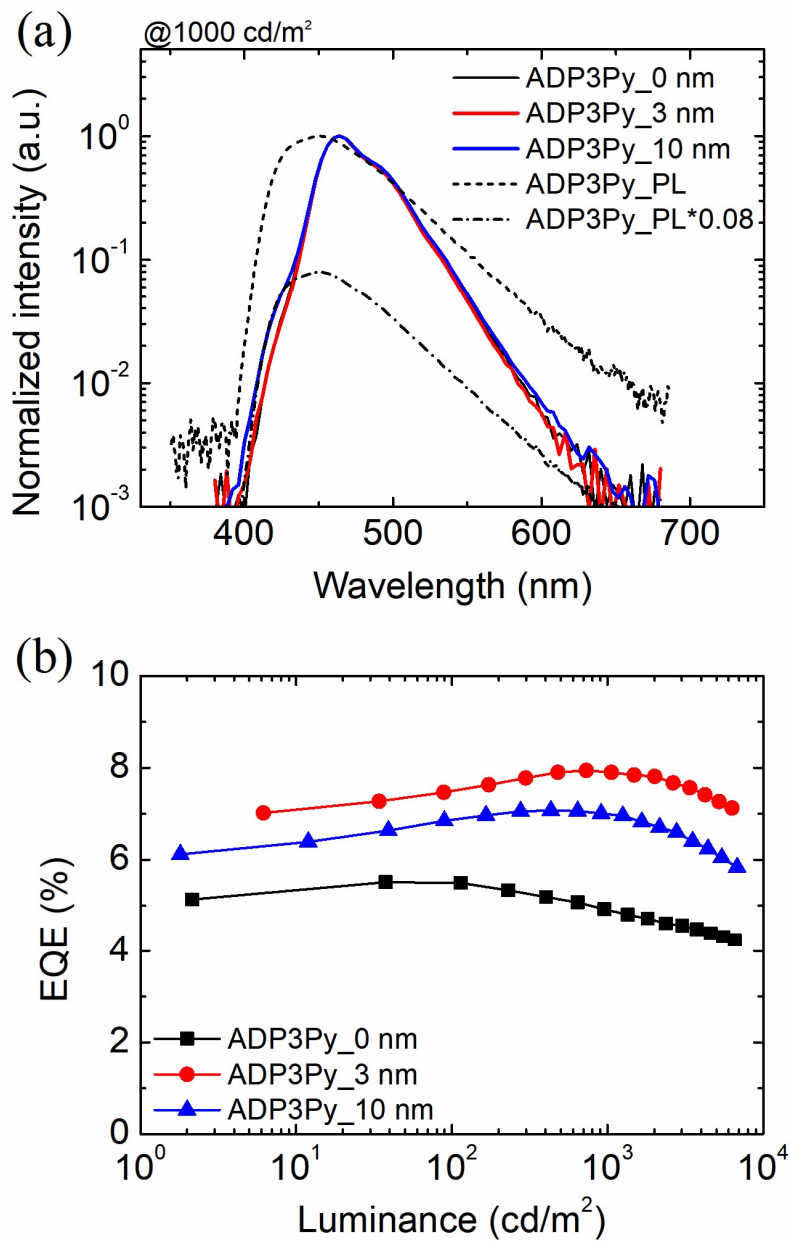 (a)
@1000 cd/m²
ADP3Py_0 nm
ADP3Py_3 nm
ADP3Py_10 nm
ADP3Py_PL
ADP3Py_PL*0.08
Normalized intensity (a.u.)
10⁰
10⁻¹
10⁻²
10⁻³
400 500 600 700
Wavelength (nm)
(b)
EQE (%)
10
8
6
4
2
0
ADP3Py_0 nm
ADP3Py_3 nm
ADP3Py_10 nm
10⁰ 10¹ 10² 10³ 10⁴
Luminance (cd/m²)